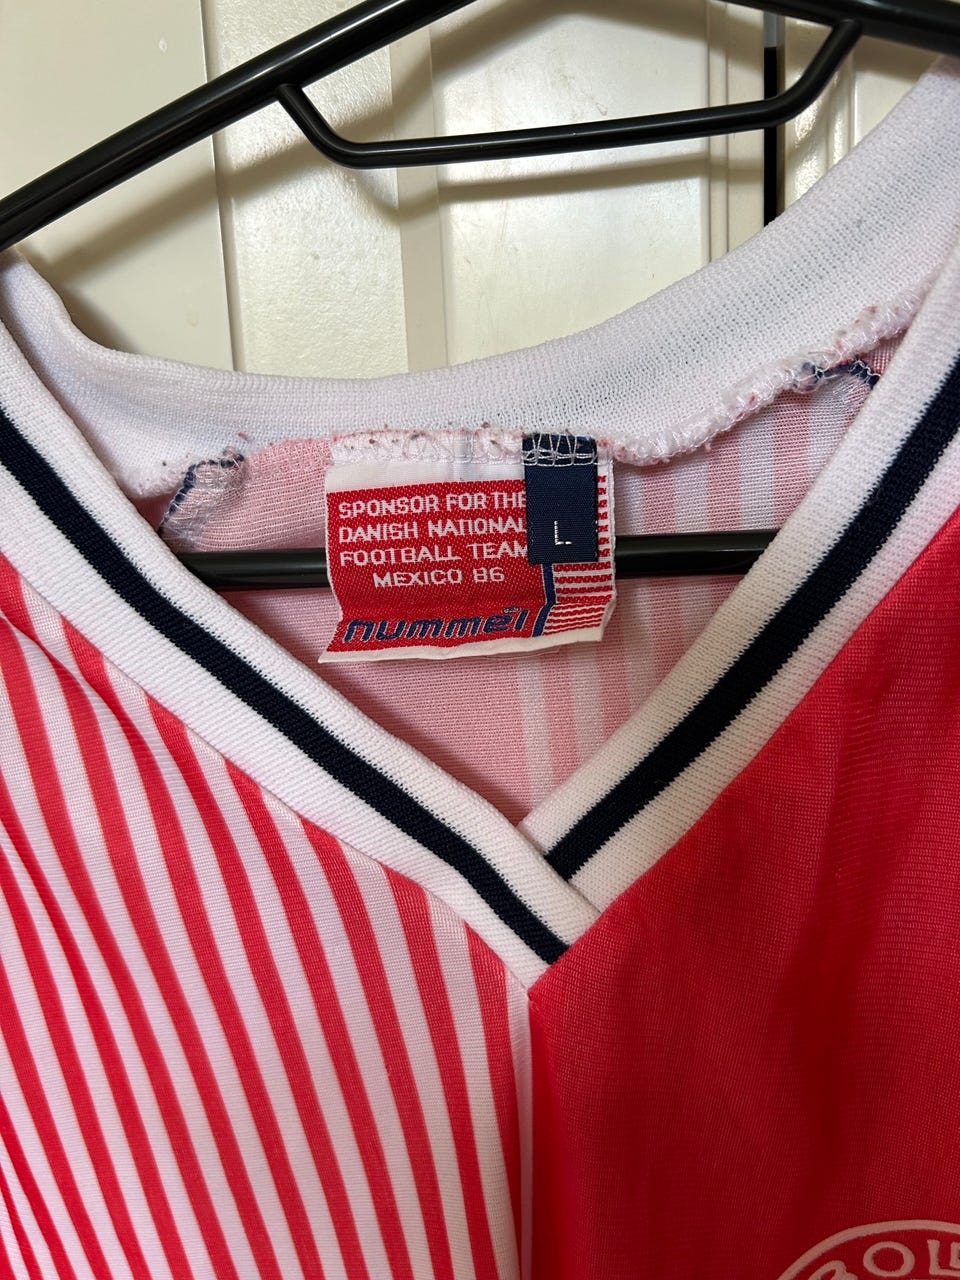 SPONSOR FOR THE
DANISH NATIONAL
FOOTBALL TEAM
MEXICO 86
hummel
L